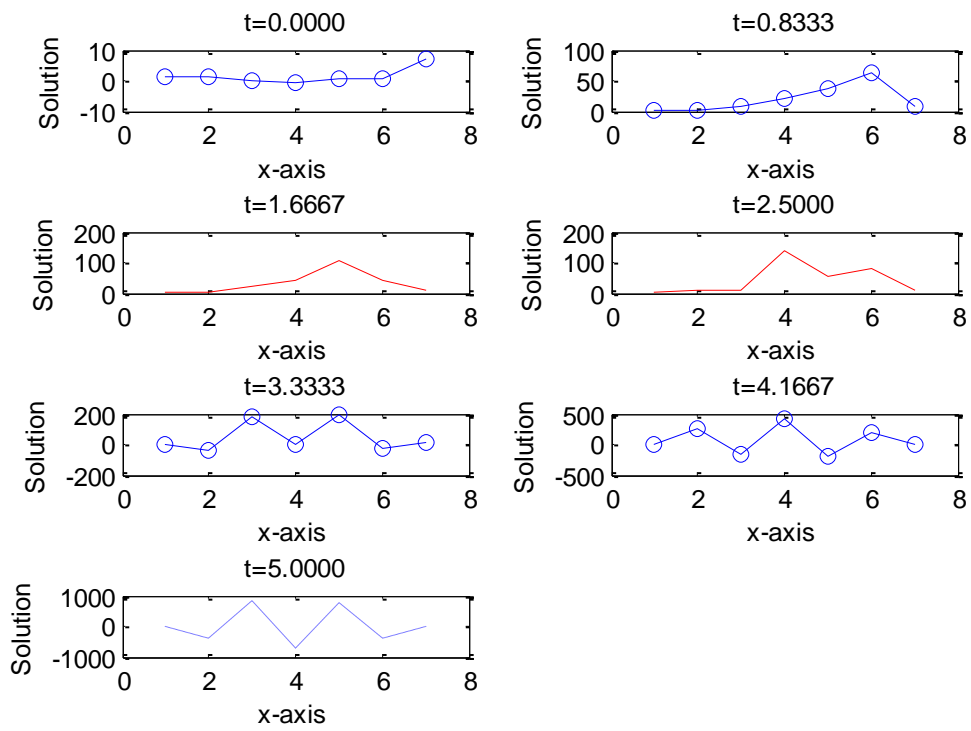 t=0.0000
Solution
10
0
-10
0 2 4 6 8
x-axis
t=0.8333
Solution
100
50
0
0 2 4 6 8
x-axis
t=1.6667
Solution
200
100
0
0 2 4 6 8
x-axis
t=2.5000
Solution
200
100
0
0 2 4 6 8
x-axis
t=3.3333
Solution
200
0
-200
0 2 4 6 8
x-axis
t=4.1667
Solution
500
0
-500
0 2 4 6 8
x-axis
t=5.0000
Solution
1000
0
-1000
0 2 4 6 8
x-axis